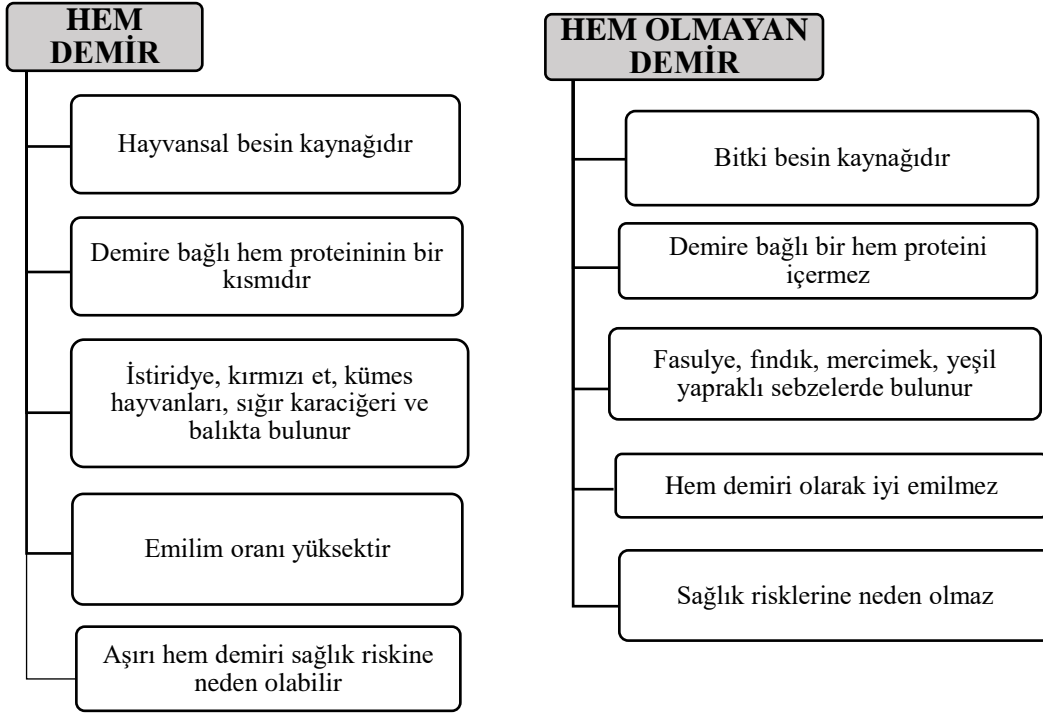 HEM
DEMİR
Hayvansal besin kaynağıdır
Demire bağlı hem proteininin bir
kısmıdır
İstiridye, kırmızı et, kümes
hayvanları, sığır karaciğeri ve
balıkta bulunur
Emilim oranı yüksektir
Aşırı hem demiri sağlık riskine
neden olabilir
HEM OLMAYAN
DEMİR
Bitki besin kaynağıdır
Demire bağlı bir hem proteini
içermez
Fasulye, fındık, mercimek, yeşil
yapraklı sebzelerde bulunur
Hem demiri olarak iyi emilmez
Sağlık risklerine neden olmaz